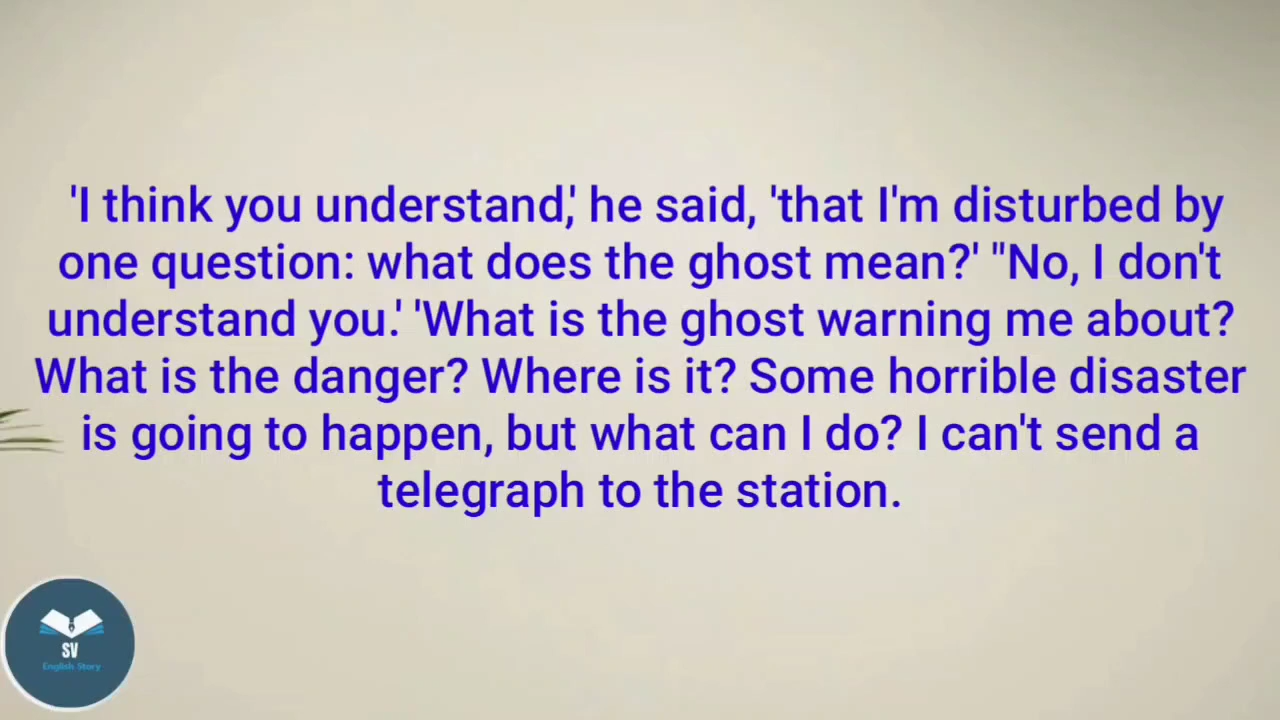 'I think you understand,' he said, 'that I'm disturbed by
one question: what does the ghost mean?' "No, I don't
understand you.' 'What is the ghost warning me about?
What is the danger? Where is it? Some horrible disaster
is going to happen, but what can I do? I can't send a
telegraph to the station.
SV
English Story